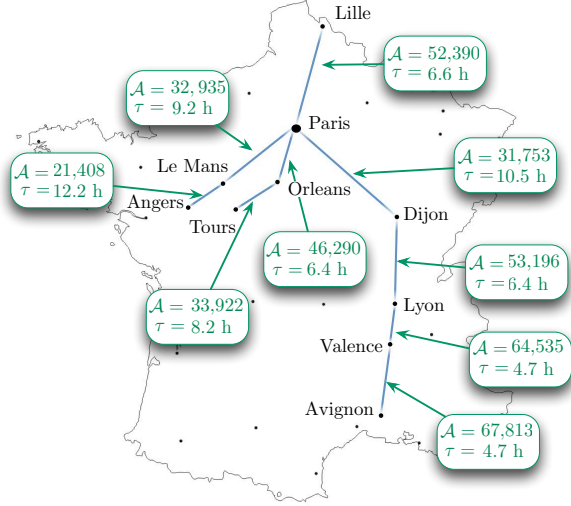 Lille
𝒜 = 52,390
τ = 6.6 h
𝒜 = 32,935
τ = 9.2 h
Paris
𝒜 = 31,753
τ = 10.5 h
Le Mans
𝒜 = 21,408
τ = 12.2 h
Orleans
Angers
Tours
Dijon
𝒜 = 46,290
τ = 6.4 h
𝒜 = 53,196
τ = 6.4 h
𝒜 = 33,922
τ = 8.2 h
Lyon
Valence
𝒜 = 64,535
τ = 4.7 h
Avignon
𝒜 = 67,813
τ = 4.7 h